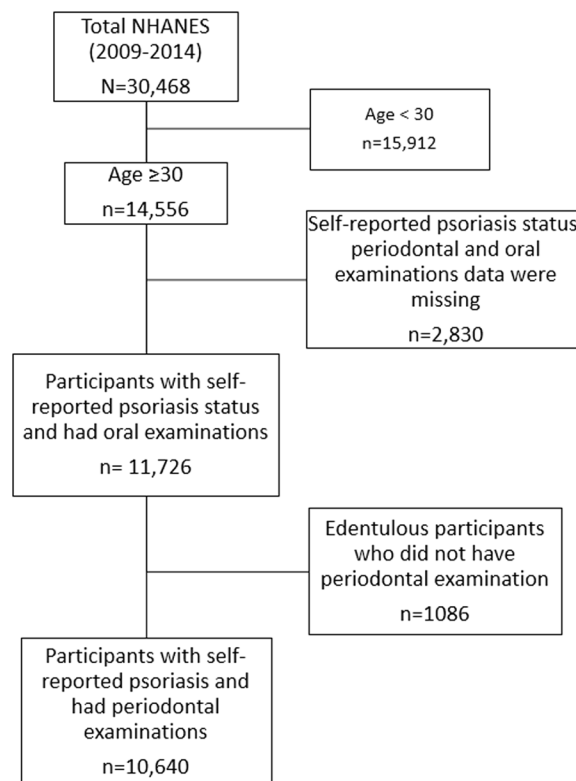 Total NHANES
(2009-2014)
N=30,468
Age < 30
n=15,912
Age ≥30
n=14,556
Self-reported psoriasis status
periodontal and oral
examinations data were
missing
n=2,830
Participants with self-
reported psoriasis status
and had oral examinations
n= 11,726
Edentulous participants
who did not have
periodontal examination
n=1086
Participants with self-
reported psoriasis and
had periodontal
examinations
n=10,640